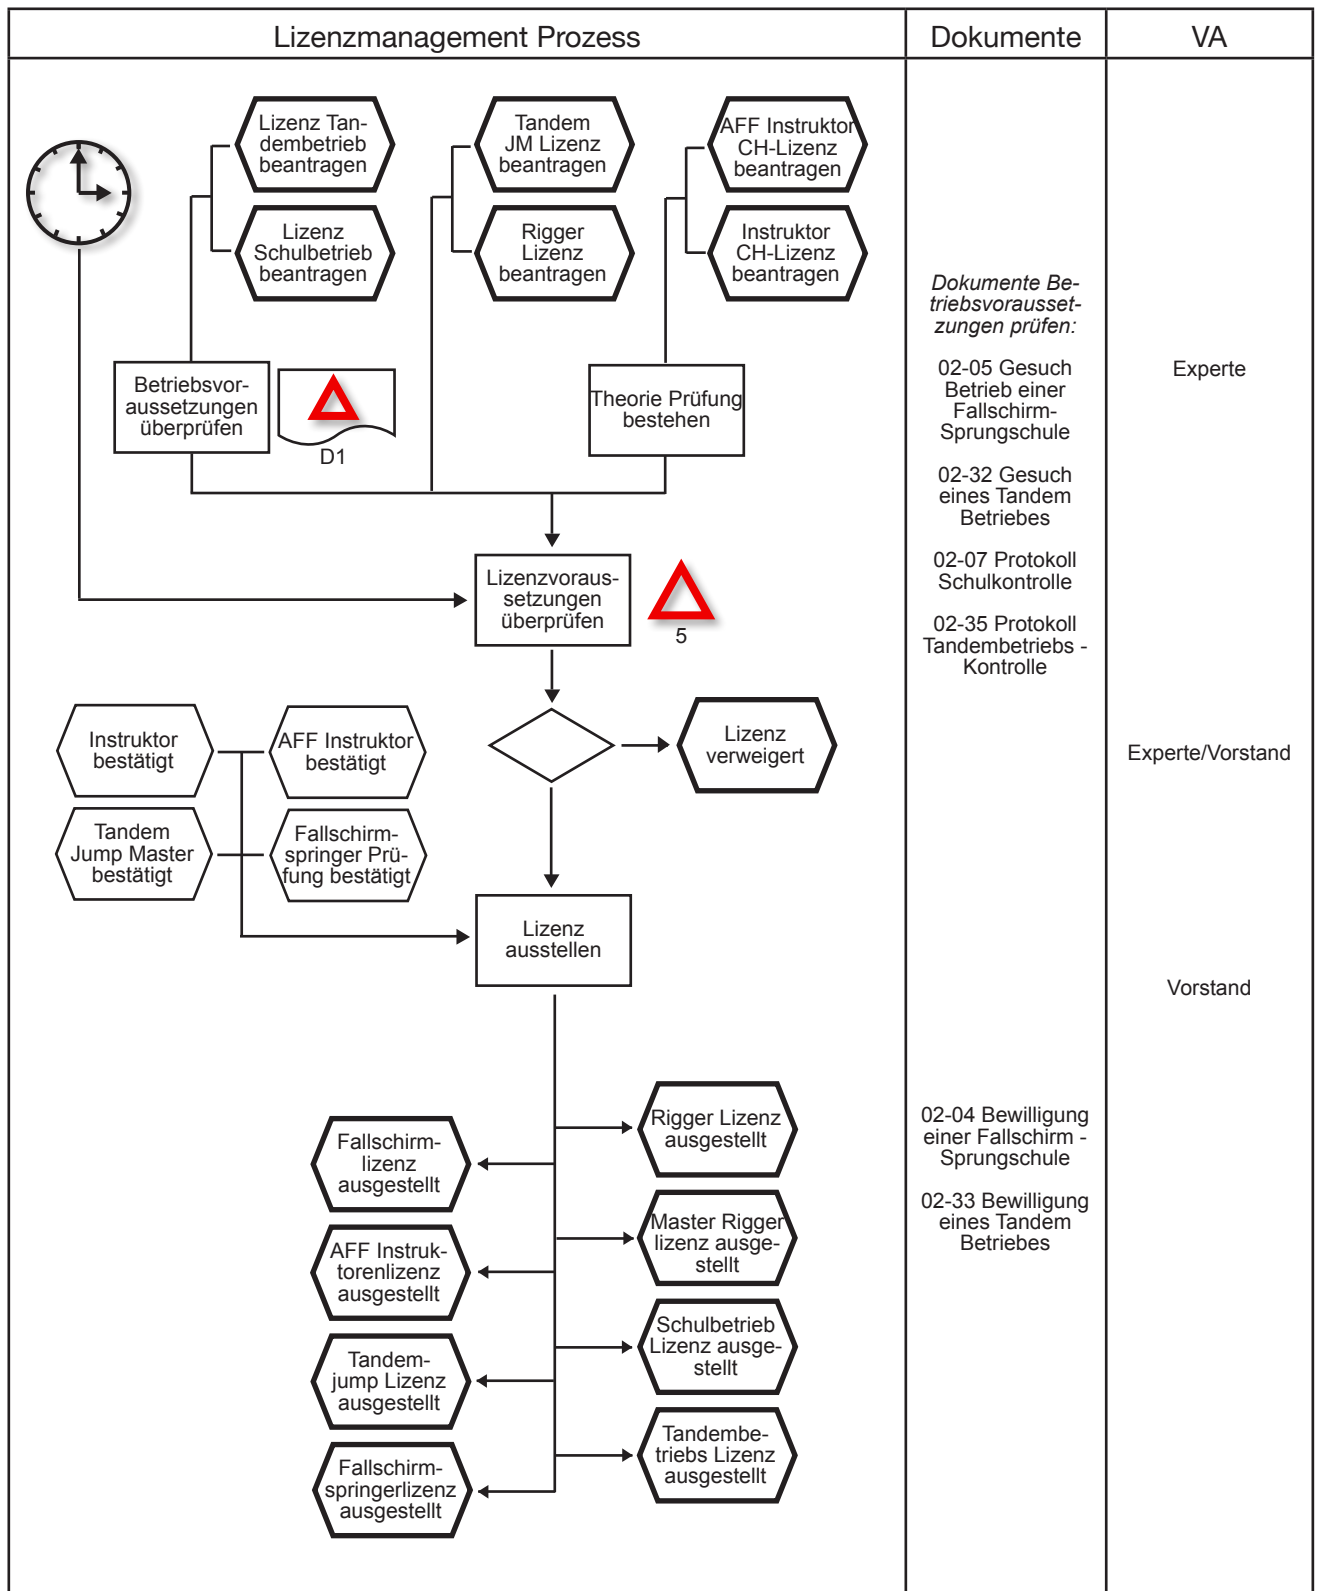 Lizenzmanagement Prozess
Dokumente
VA
Lizenz Tan-
dembetrieb
beantragen
Tandem
JM Lizenz
beantragen
AFF Instruktor
CH-Lizenz
beantragen
Lizenz
Schulbetrieb
beantragen
Rigger
Lizenz
beantragen
Instruktor
CH-Lizenz
beantragen
Betriebsvor-
aussetzungen
überprüfen
D1
Theorie Prüfung
bestehen
Lizenzvoraus-
setzungen
überprüfen
5
Instruktor
bestätigt
AFF Instruktor
bestätigt
Lizenz
verweigert
Tandem
Jump Master
bestätigt
Fallschirm-
springer Prü-
fung bestätigt
Lizenz
ausstellen
Fallschirm-
lizenz
ausgestellt
Rigger Lizenz
ausgestellt
AFF Instruk-
torenlizenz
ausgestellt
Master Rigger
lizenz ausge-
stellt
Tandem-
jump Lizenz
ausgestellt
Schulbetrieb
Lizenz ausge-
stellt
Fallschirm-
springerlizenz
ausgestellt
Tandembe-
triebs Lizenz
ausgestellt
Dokumente Be-
triebsvorausset-
zungen prüfen:
02-05 Gesuch
Betrieb einer
Fallschirm-
Sprungschule
02-32 Gesuch
eines Tandem
Betriebes
02-07 Protokoll
Schulkontrolle
02-35 Protokoll
Tandembetriebs -
Kontrolle
02-04 Bewilligung
einer Fallschirm -
Sprungschule
02-33 Bewilligung
eines Tandem
Betriebes
Experte
Experte/Vorstand
Vorstand